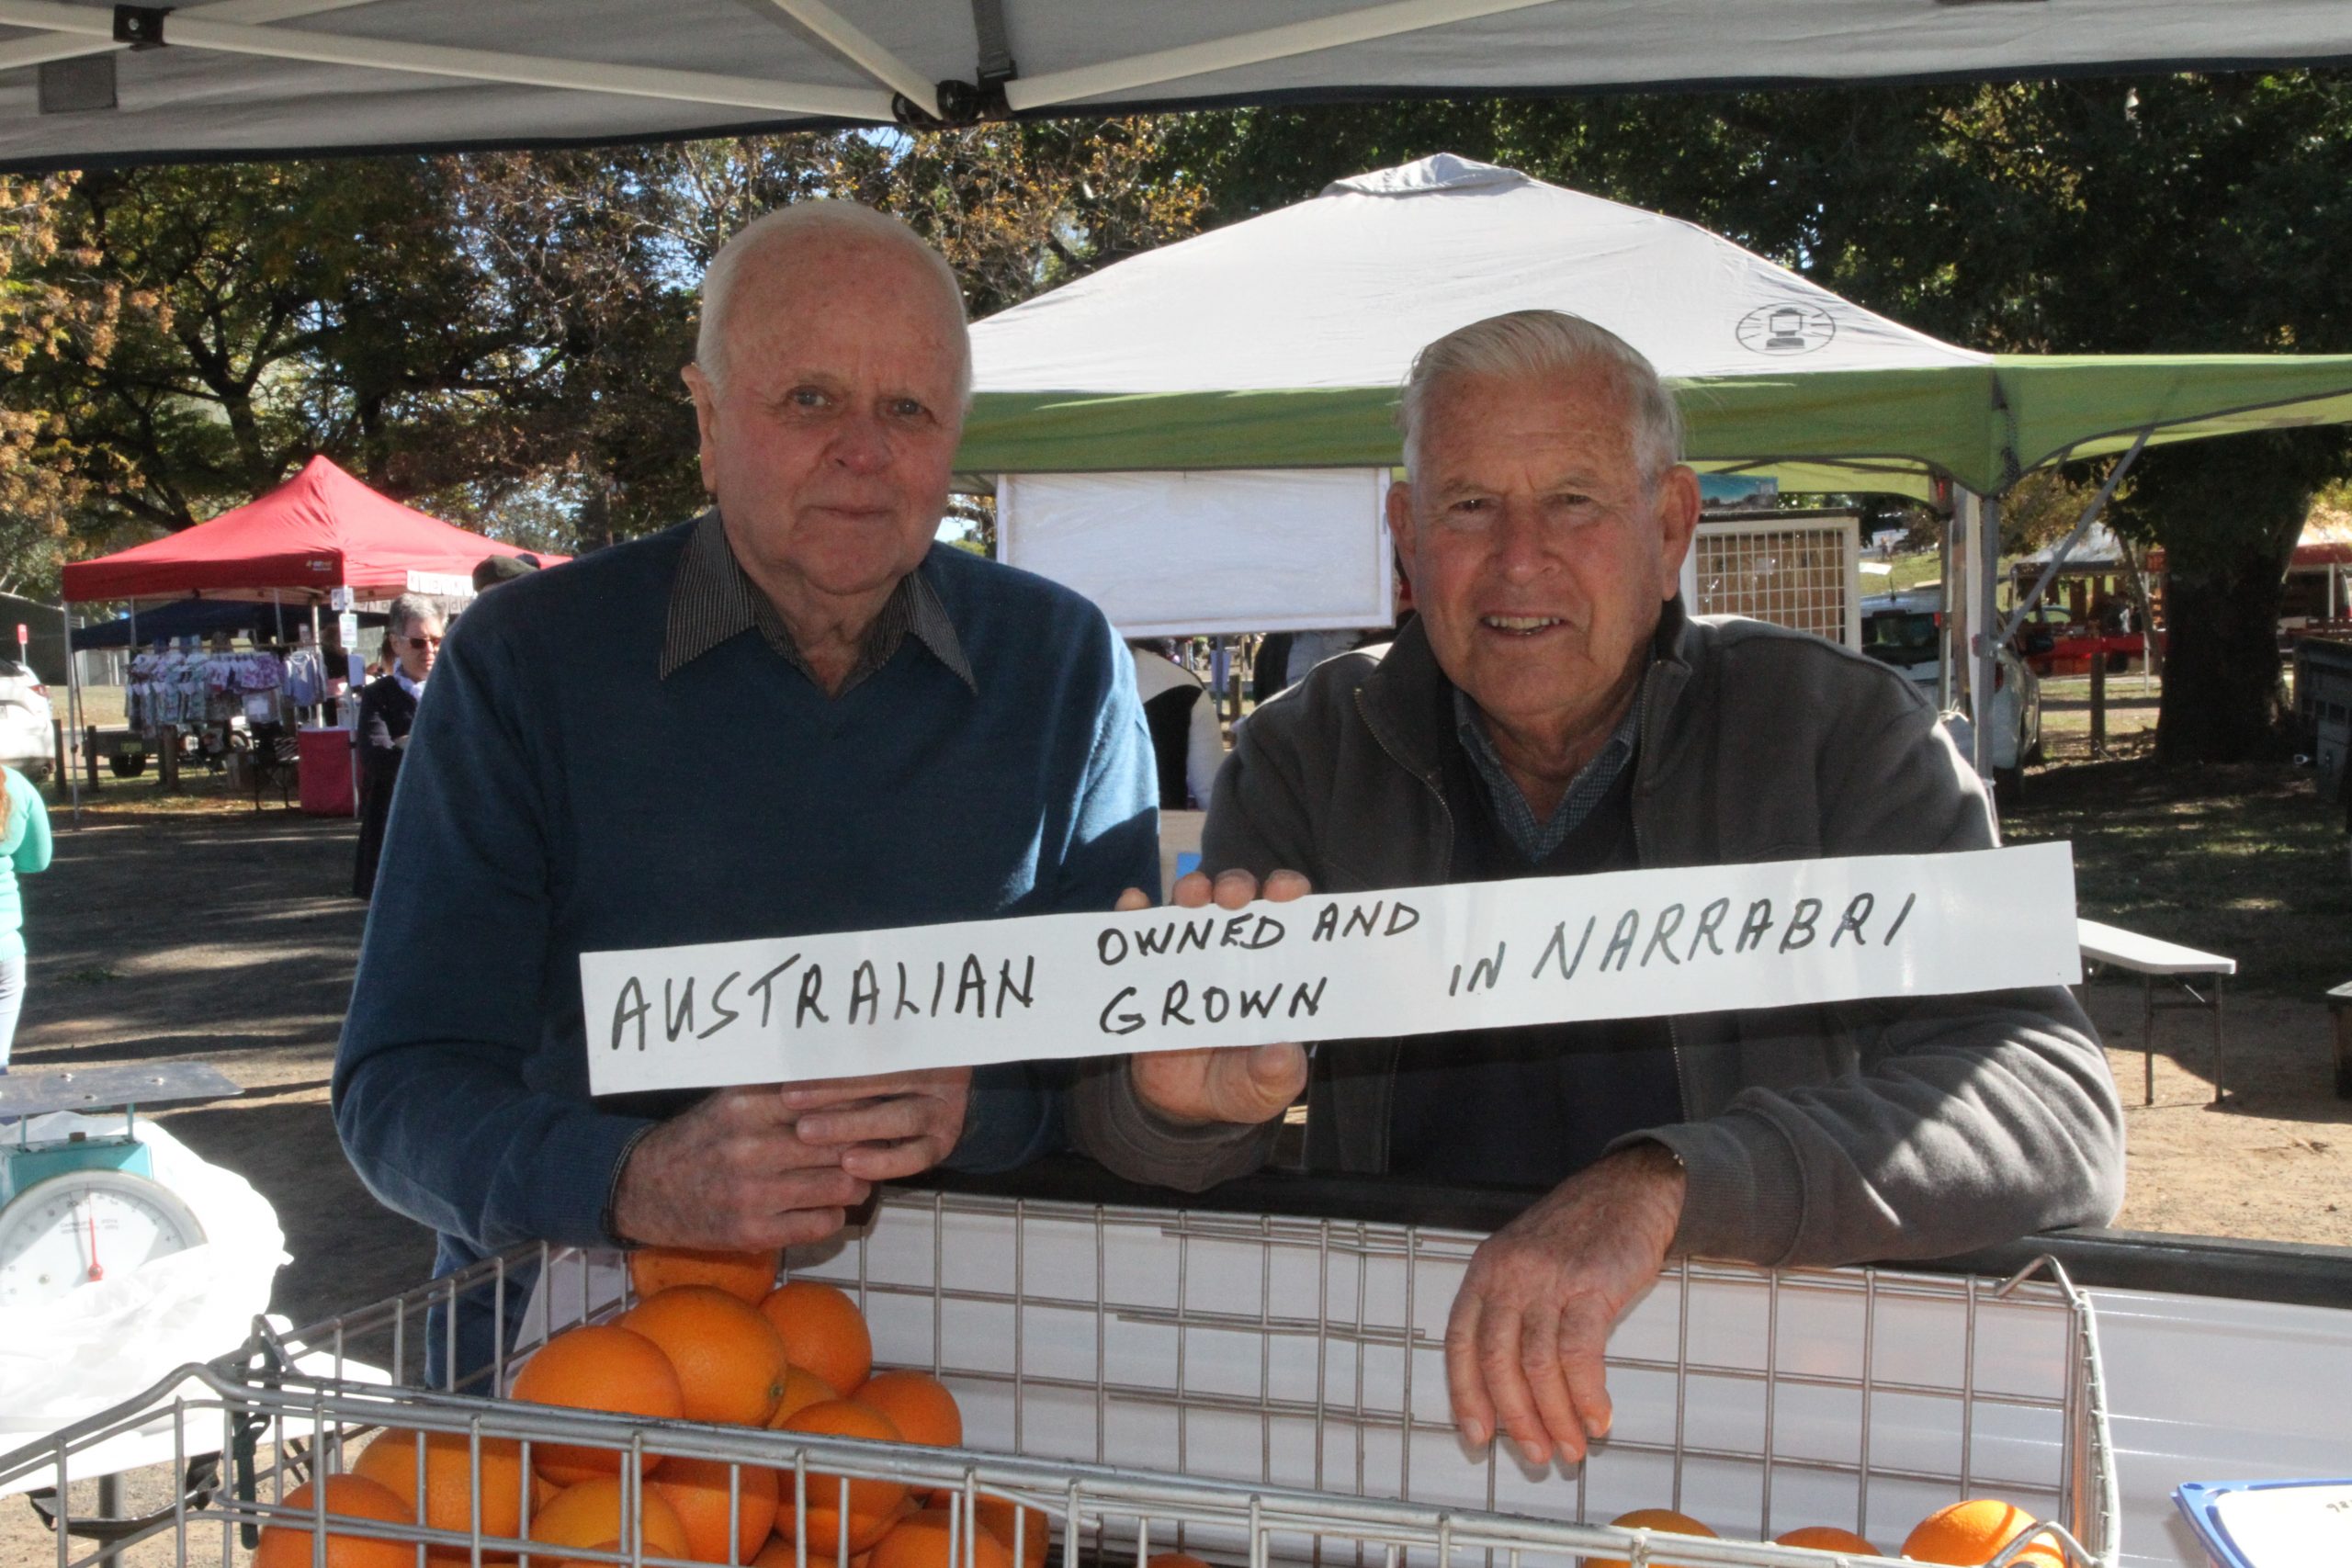 AUSTRALIAN
OWNED AND
GROWN
IN NARRABRI